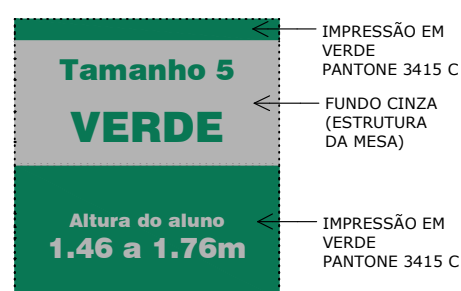 IMPRESSÃO EM
VERDE
PANTONE 3415 C
Tamanho 5
VERDE
FUNDO CINZA
(ESTRUTURA
DA MESA)
Altura do aluno
1.46 a 1.76m
IMPRESSÃO EM
VERDE
PANTONE 3415 C